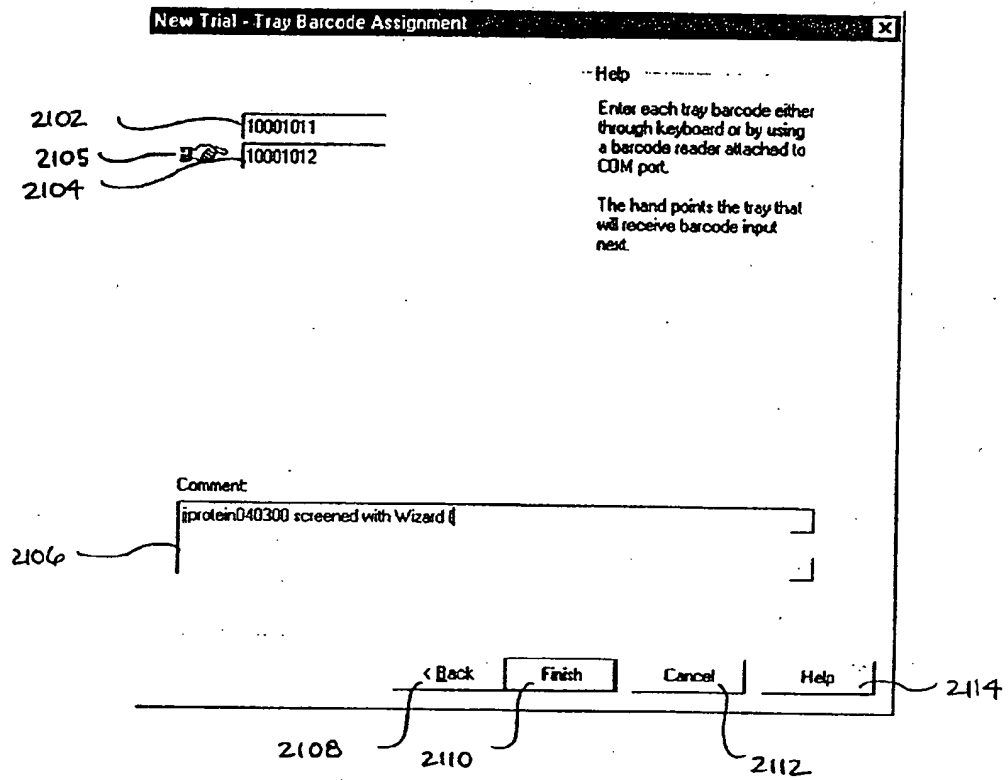 New Trial - Tray Barcode Assignment
Help
Enter each tray barcode either
through keyboard or by using
a barcode reader attached to
COM port.
The hand points the tray that
will receive barcode input
next.
2102
10001011
2105
10001012
2104
Comment:
jjprotein040300 screened with Wizard
2106
< Back
Finish
Cancel
Help
2114
2108
2110
2112